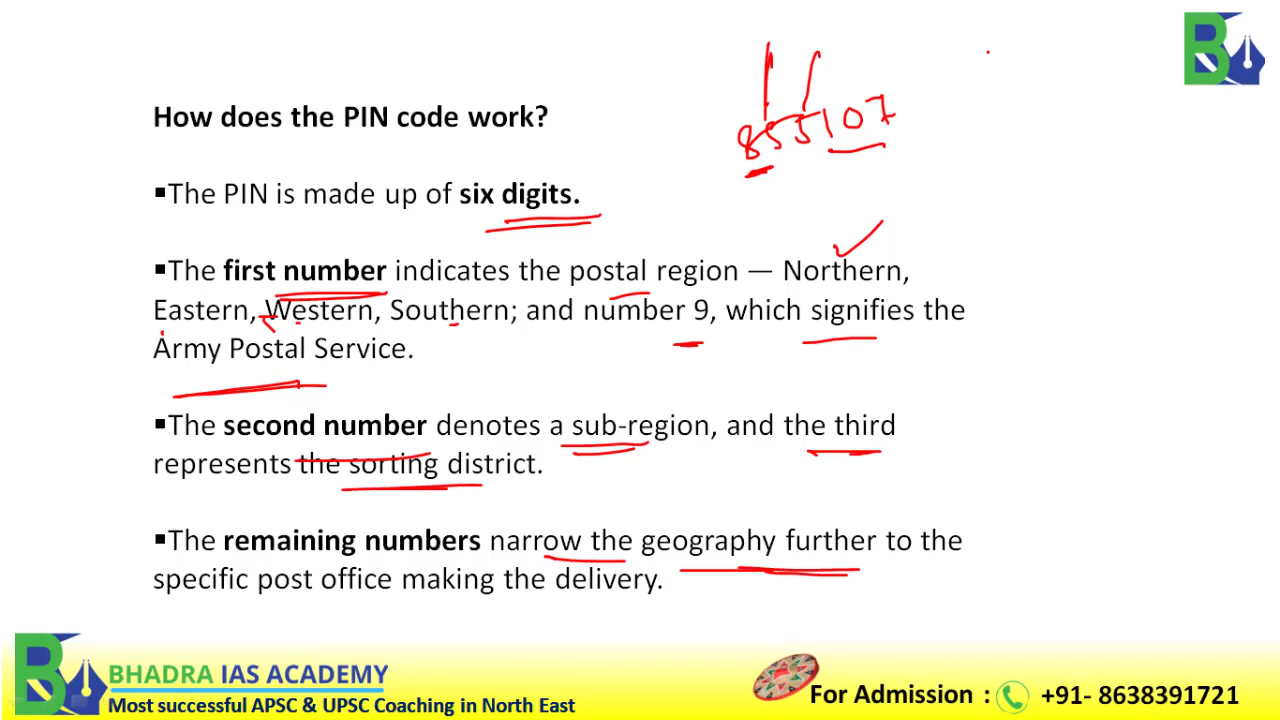 855107
How does the PIN code work?
▪The PIN is made up of six digits.
▪The first number indicates the postal region — Northern,
Eastern, Western, Southern; and number 9, which signifies the
Army Postal Service.
▪The second number denotes a sub-region, and the third
represents the sorting district.
▪The remaining numbers narrow the geography further to the
specific post office making the delivery.
BHADRA IAS ACADEMY
Most successful APSC & UPSC Coaching in North East
For Admission : +91- 8638391721